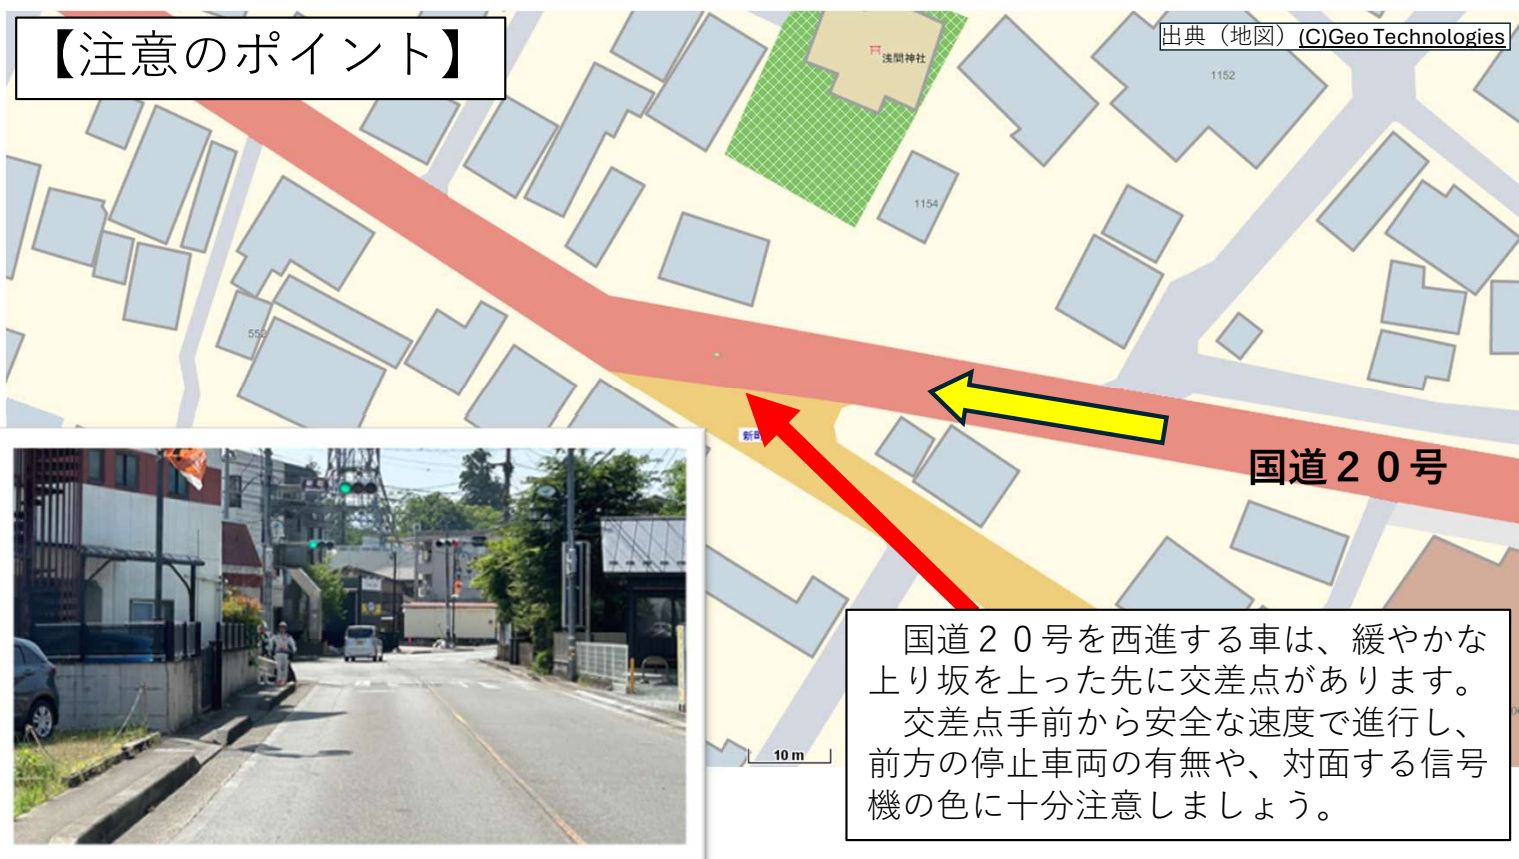 【注意のポイント】
出典（地図）(C)Geo Technologies
浅間神社
1152
1154
552
新町
国道２０号
10 m
　国道２０号を西進する車は、緩やかな
上り坂を上った先に交差点があります。
　交差点手前から安全な速度で進行し、
前方の停止車両の有無や、対面する信号
機の色に十分注意しましょう。